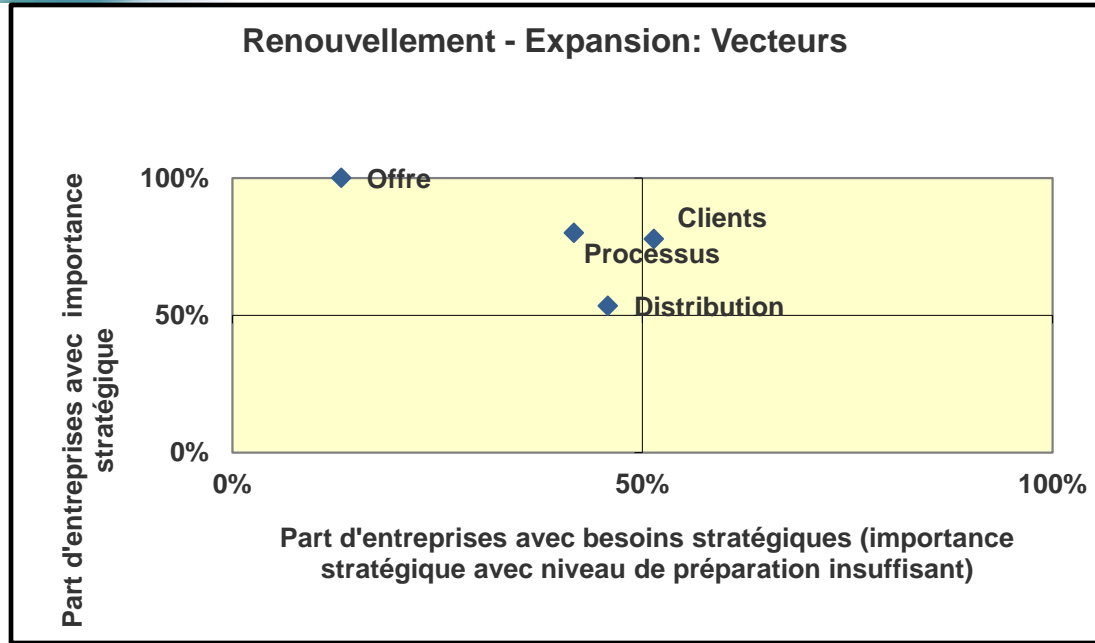 Renouvellement - Expansion: Vecteurs
Part d'entreprises avec  importance
stratégique
100%
50%
0%
Offre
Clients
Processus
Distribution
0%
50%
100%
Part d'entreprises avec besoins stratégiques (importance
stratégique avec niveau de préparation insuffisant)